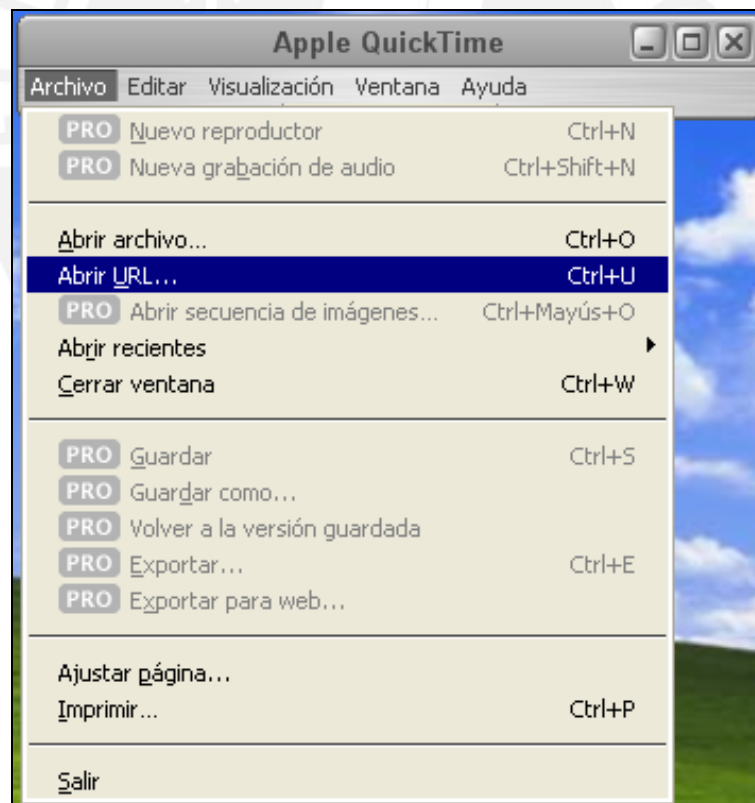 Apple QuickTime
Archivo Editar Visualización Ventana Ayuda
PRO Nuevo reproductor Ctrl+N
PRO Nueva grabación de audio Ctrl+Shift+N
Abrir archivo... Ctrl+O
Abrir URL... Ctrl+U
PRO Abrir secuencia de imágenes... Ctrl+Mayús+O
Abrir recientes
Cerrar ventana Ctrl+W
PRO Guardar Ctrl+S
PRO Guardar como...
PRO Volver a la versión guardada
PRO Exportar... Ctrl+E
PRO Exportar para web...
Ajustar página...
Imprimir... Ctrl+P
Salir